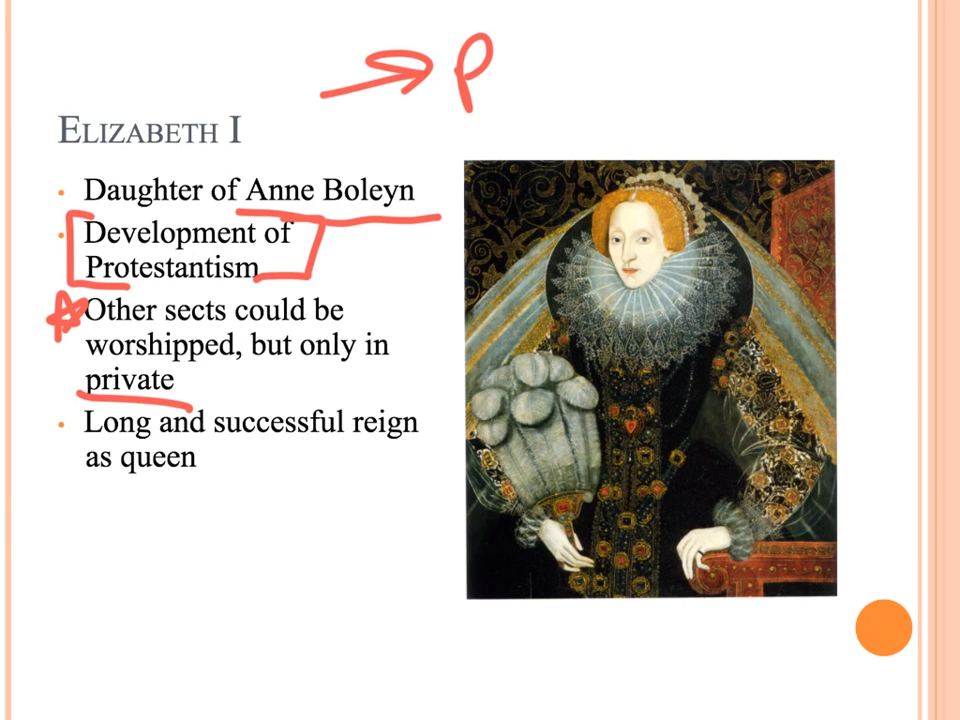 → P
ELIZABETH I
• Daughter of Anne Boleyn
• Development of
Protestantism
Other sects could be
worshipped, but only in
private
• Long and successful reign
as queen